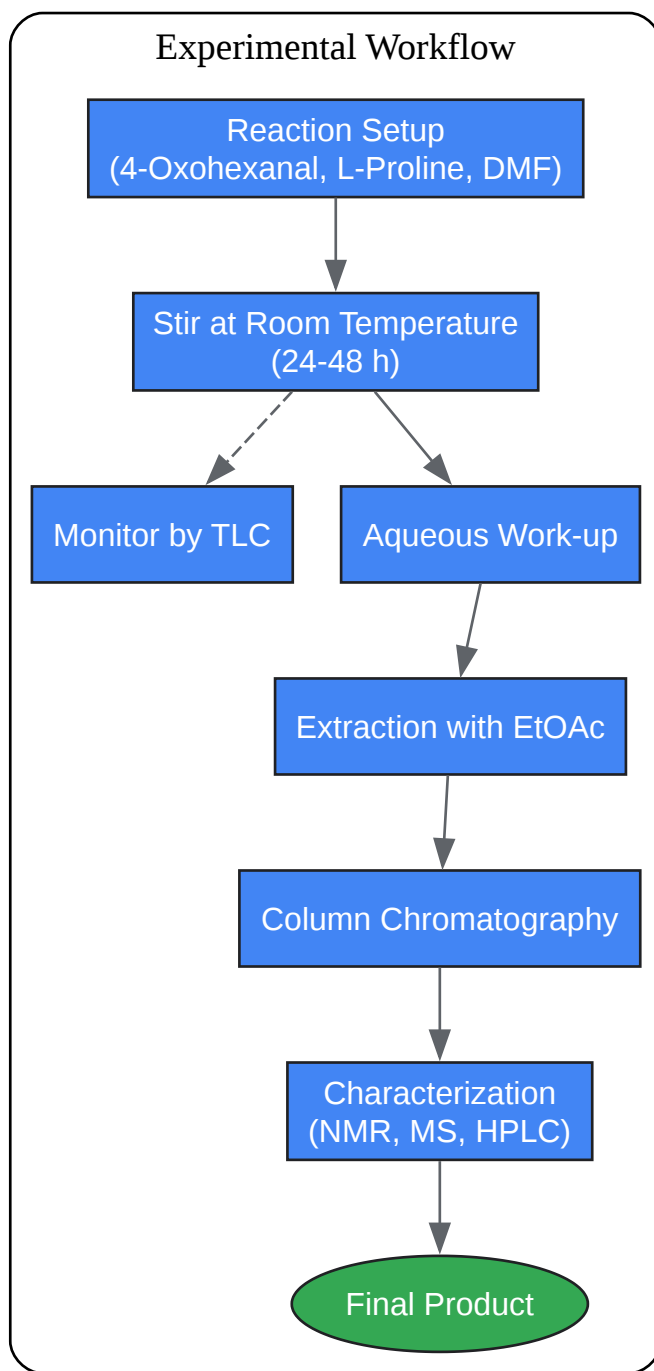 Experimental Workflow
Reaction Setup
(4-Oxohexanal, L-Proline, DMF)
Stir at Room Temperature
(24-48 h)
Monitor by TLC
Aqueous Work-up
Extraction with EtOAc
Column Chromatography
Characterization
(NMR, MS, HPLC)
Final Product